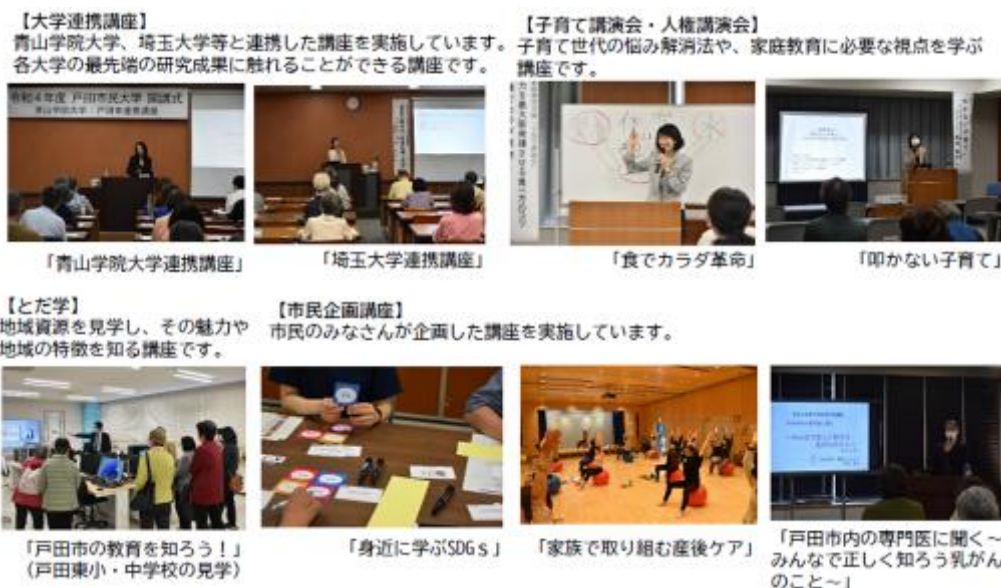 【大学連携講座】
青山学院大学、埼玉大学等と連携した講座を実施しています。
各大学の最先端の研究成果に触れることができる講座です。
【子育て講演会・人権講演会】
子育て世代の悩み解消法や、家庭教育に必要な視点を学ぶ
講座です。
令和4年度 戸田市民大学 開講式
青山学院大学・戸田市連携講座
「青山学院大学連携講座」
「埼玉大学連携講座」
「食でカラダ革命」
「叩かない子育て」
【とだ学】
地域資源を見学し、その魅力や
地域の特徴を知る講座です。
【市民企画講座】
市民のみなさんが企画した講座を実施しています。
「戸田市の教育を知ろう!」
(戸田東小・中学校の見学)
「身近に学ぶSDGs」
「家族で取り組む産後ケア」
「戸田市内の専門医に聞く~
みんなで正しく知ろう乳がん
のこと~」